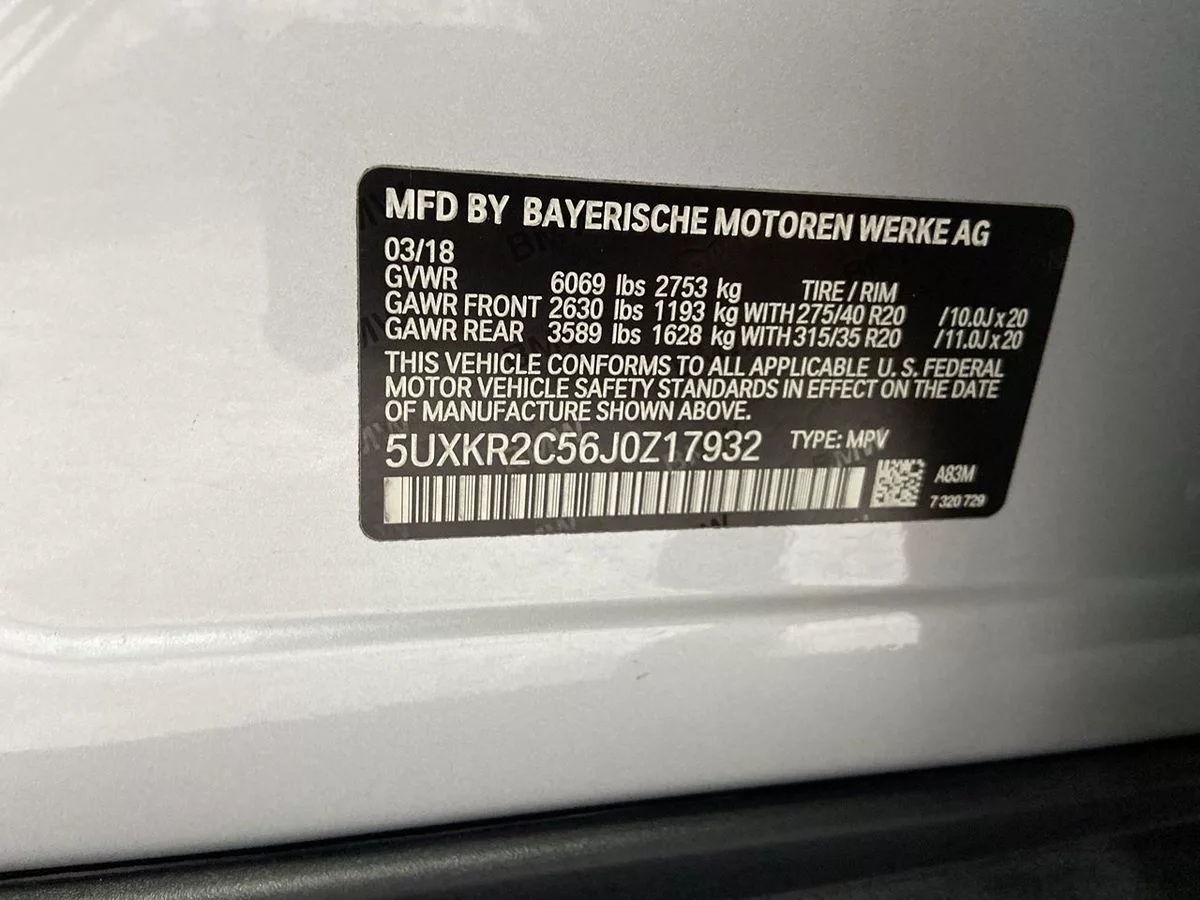 MFD BY BAYERISCHE MOTOREN WERKE AG
03/18
GVWR 6069 lbs 2753 kg TIRE / RIM
GAWR FRONT 2630 lbs 1193 kg WITH 275/40 R20 /10.0J x 20
GAWR REAR 3589 lbs 1628 kg WITH 315/35 R20 /11.0J x 20
THIS VEHICLE CONFORMS TO ALL APPLICABLE U.S. FEDERAL
MOTOR VEHICLE SAFETY STANDARDS IN EFFECT ON THE DATE
OF MANUFACTURE SHOWN ABOVE.
5UXKR2C56J0Z17932 TYPE: MPV
A83M
7 320 729